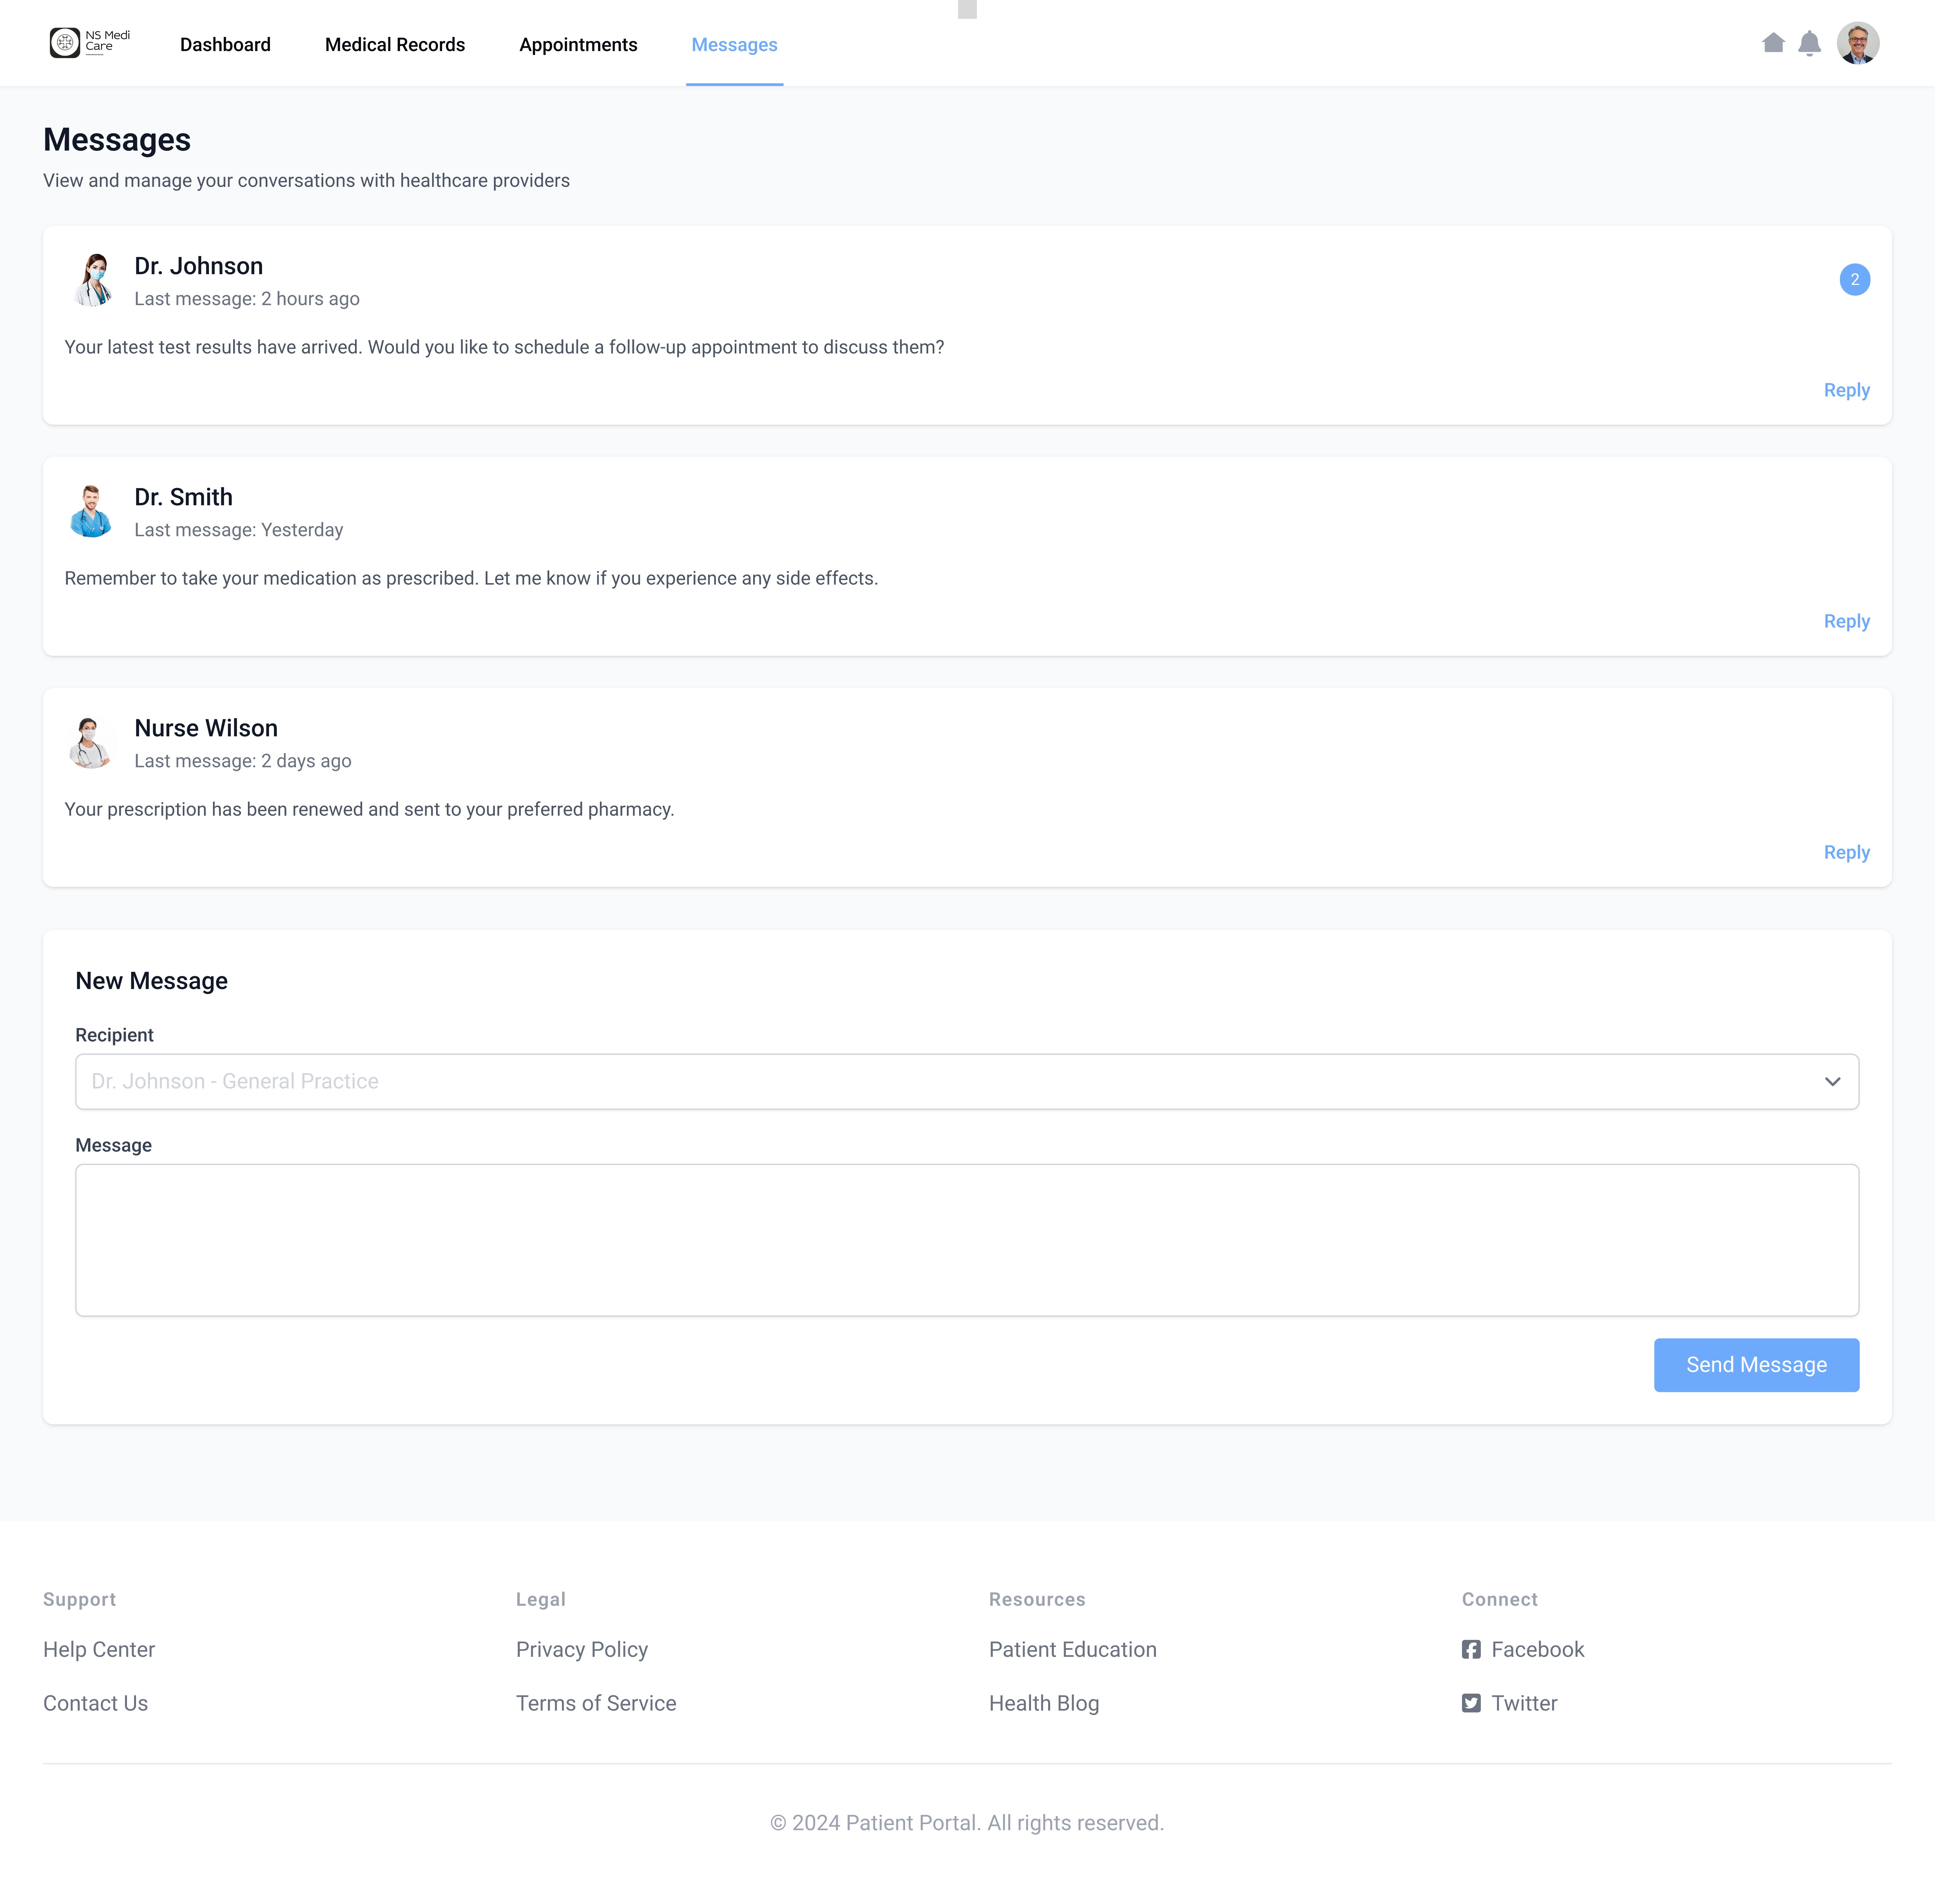 NS Medi
Care
Dashboard
Medical Records
Appointments
Messages
Messages
View and manage your conversations with healthcare providers
Dr. Johnson
Last message: 2 hours ago
2
Your latest test results have arrived. Would you like to schedule a follow-up appointment to discuss them?
Reply
Dr. Smith
Last message: Yesterday
Remember to take your medication as prescribed. Let me know if you experience any side effects.
Reply
Nurse Wilson
Last message: 2 days ago
Your prescription has been renewed and sent to your preferred pharmacy.
Reply
New Message
Recipient
Dr. Johnson - General Practice
Message
Send Message
Support
Help Center
Contact Us
Legal
Privacy Policy
Terms of Service
Resources
Patient Education
Health Blog
Connect
Facebook
Twitter
© 2024 Patient Portal. All rights reserved.